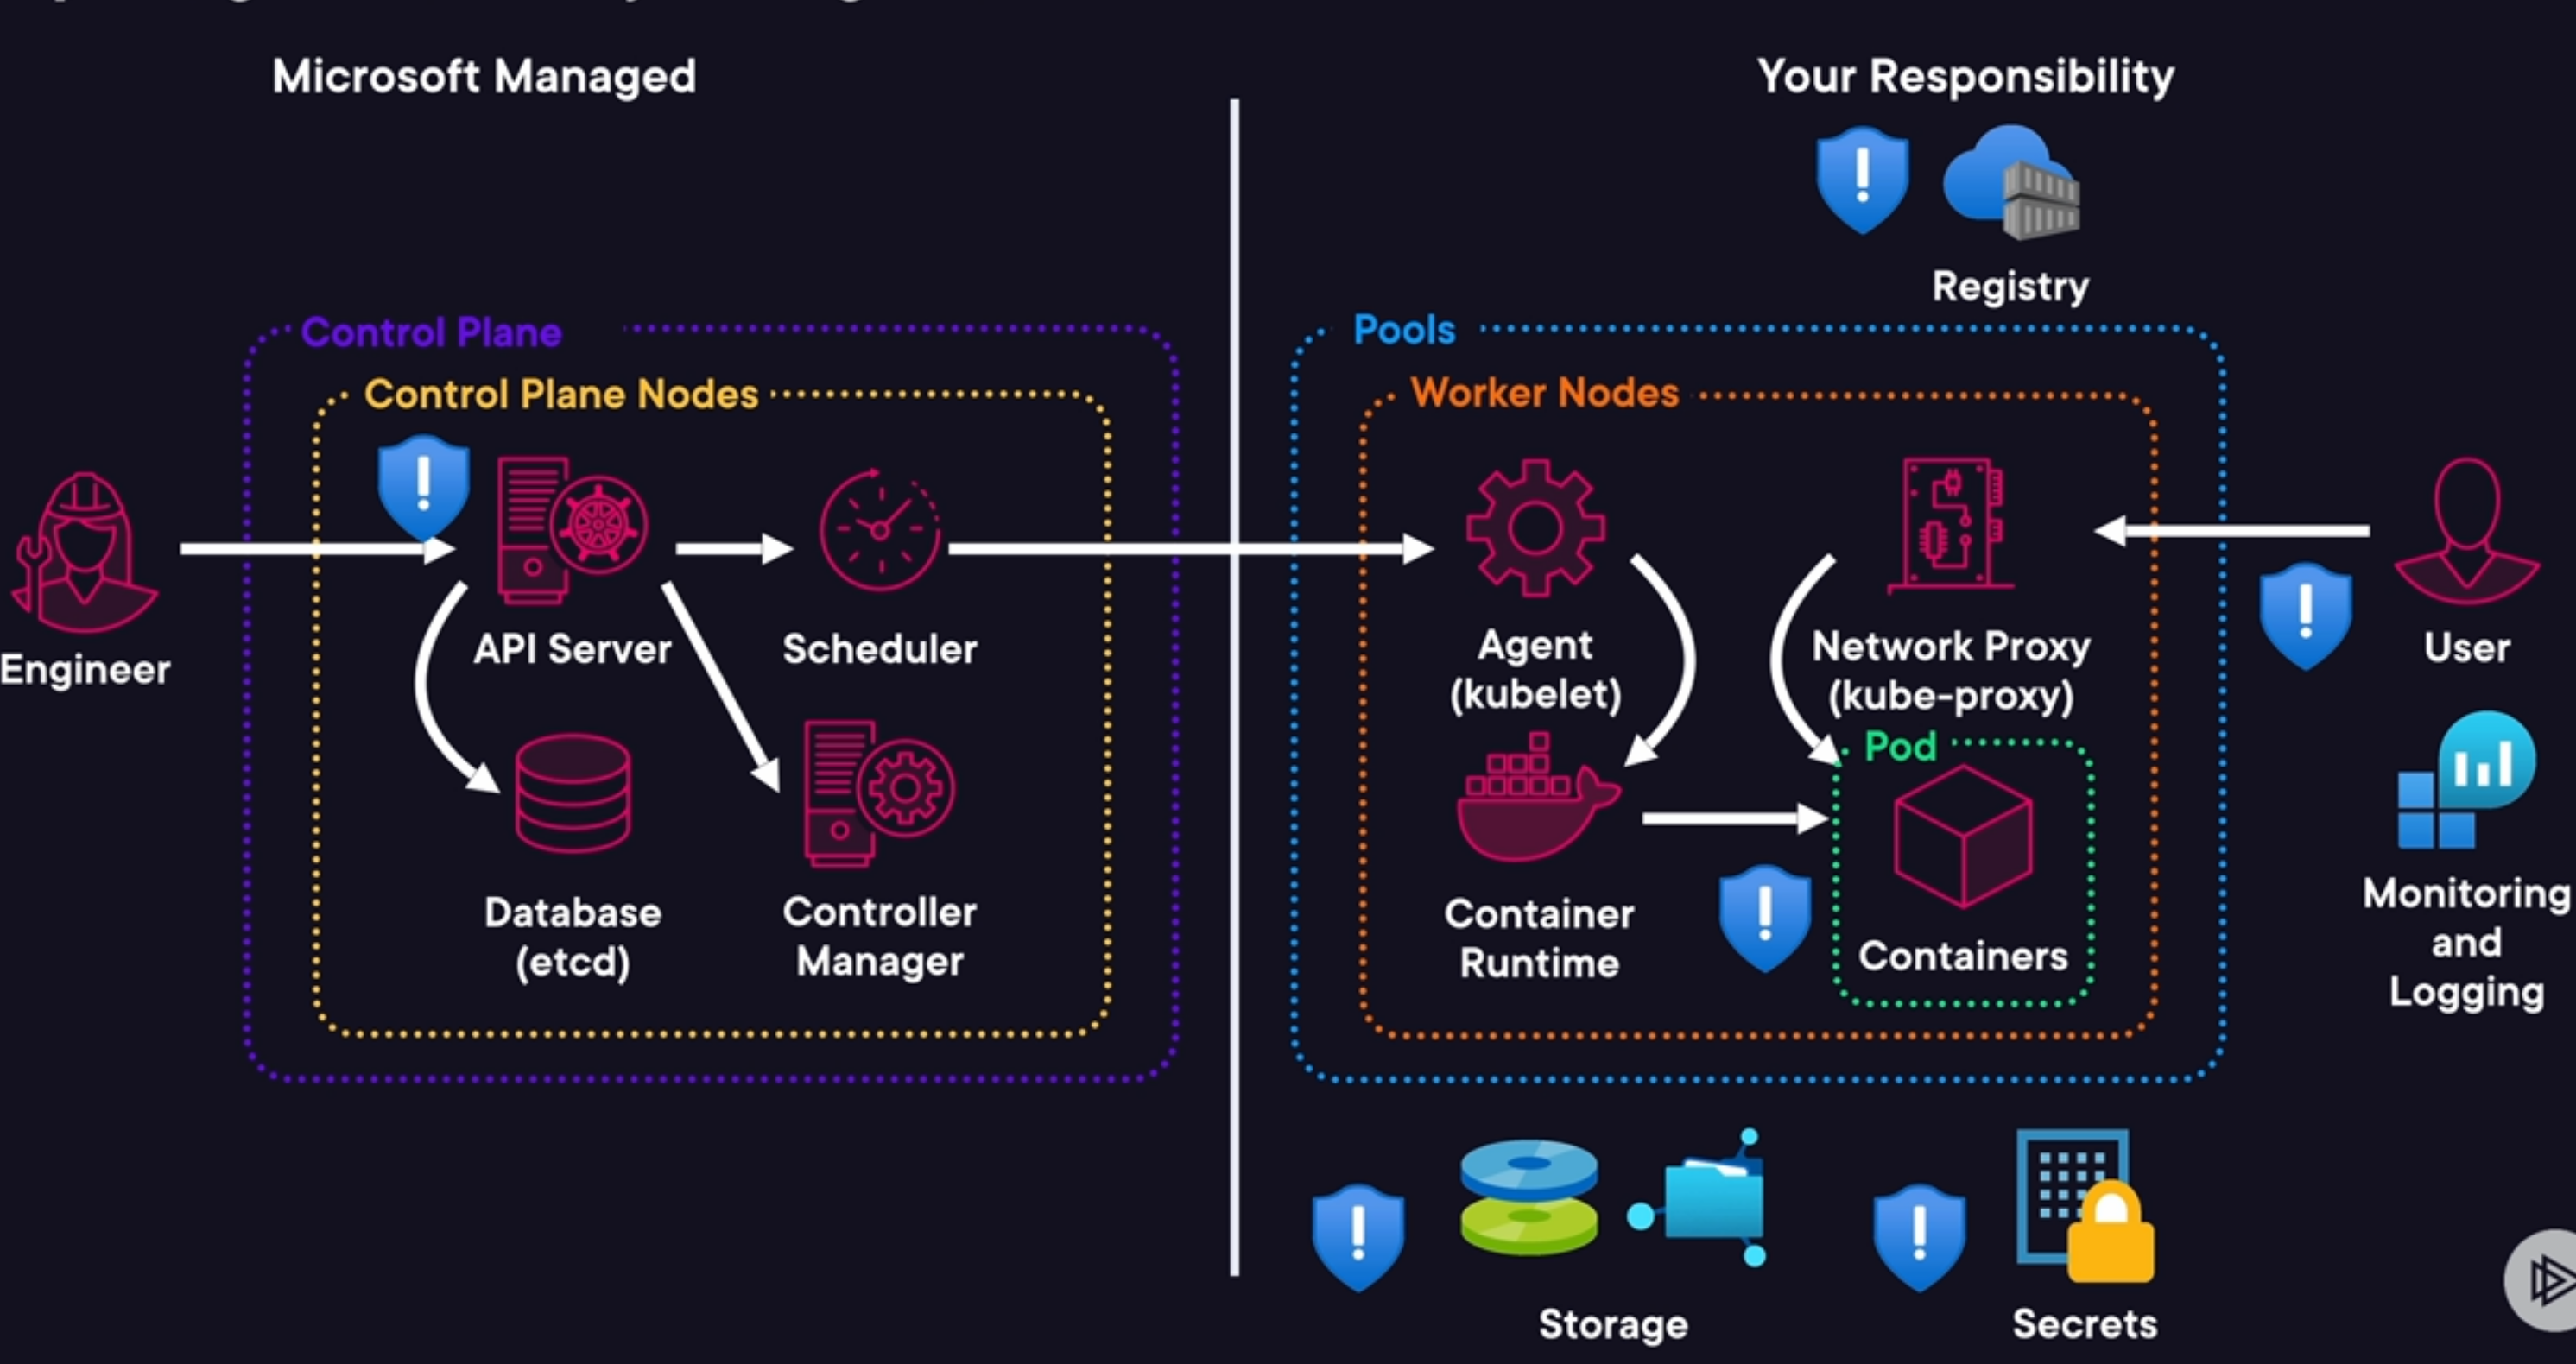 Microsoft Managed
Your Responsibility
Registry
Control Plane
Control Plane Nodes
Engineer
API Server
Scheduler
Database
(etcd)
Controller
Manager
Pools
Worker Nodes
Agent
(kubelet)
Network Proxy
(kube-proxy)
Container
Runtime
Pod
Containers
User
Monitoring
and
Logging
Storage
Secrets